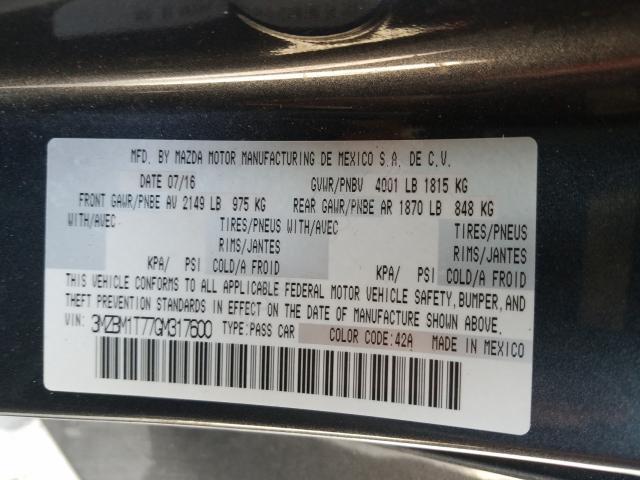 MFD. BY MAZDA MOTOR MANUFACTURING DE MEXICO S.A. DE C.V.
DATE 07/16 GVWR/PNBV 4001 LB 1815 KG
FRONT GAWR/PNBE AV 2149 LB 975 KG REAR GAWR/PNBE AR 1870 LB 848 KG
WITH/AVEC TIRES/PNEUS WITH/AVEC TIRES/PNEUS
RIMS/JANTES RIMS/JANTES
KPA/ PSI COLD/A FROID KPA/ PSI COLD/A FROID
THIS VEHICLE CONFORMS TO ALL APPLICABLE FEDERAL MOTOR VEHICLE SAFETY, BUMPER, AND
THEFT PREVENTION STANDARDS IN EFFECT ON THE DATE OF MANUFACTURE SHOWN ABOVE.
VIN: 3MZBM1T77GM317600 TYPE:PASS CAR COLOR CODE:42A MADE IN MEXICO